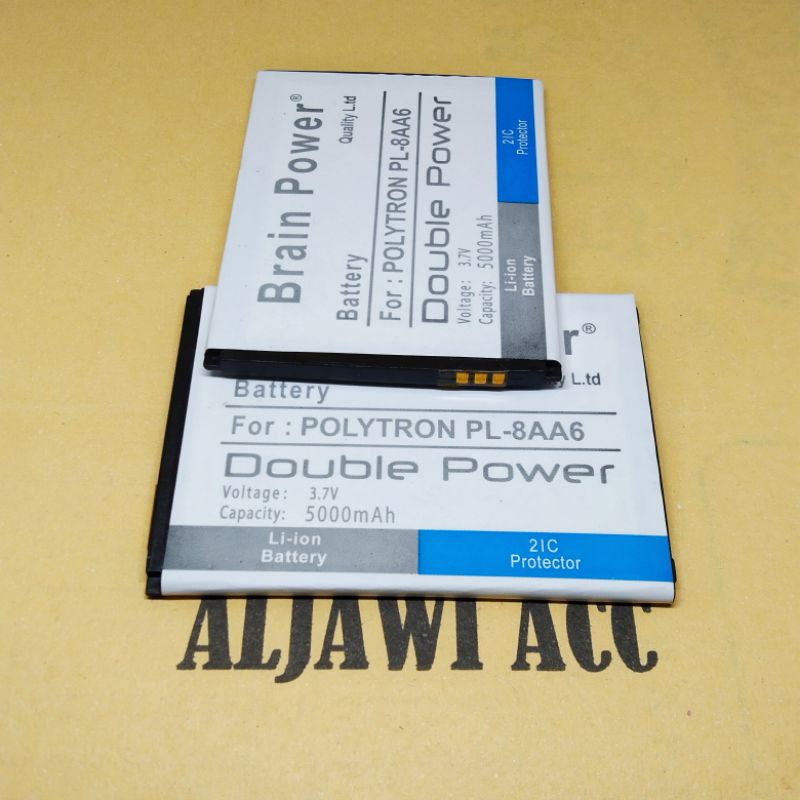 Brain Power®
Quality L.td
Battery
For : POLYTRON PL-8AA6
Double Power
Voltage: 3.7V
Capacity: 5000mAh
Li-ion
Battery
2IC
Protector
er®
y L.td
Battery
For : POLYTRON PL-8AA6
Double Power
Voltage: 3.7V
Capacity: 5000mAh
Li-ion
Battery
2IC
Protector
ALJAWI ACC